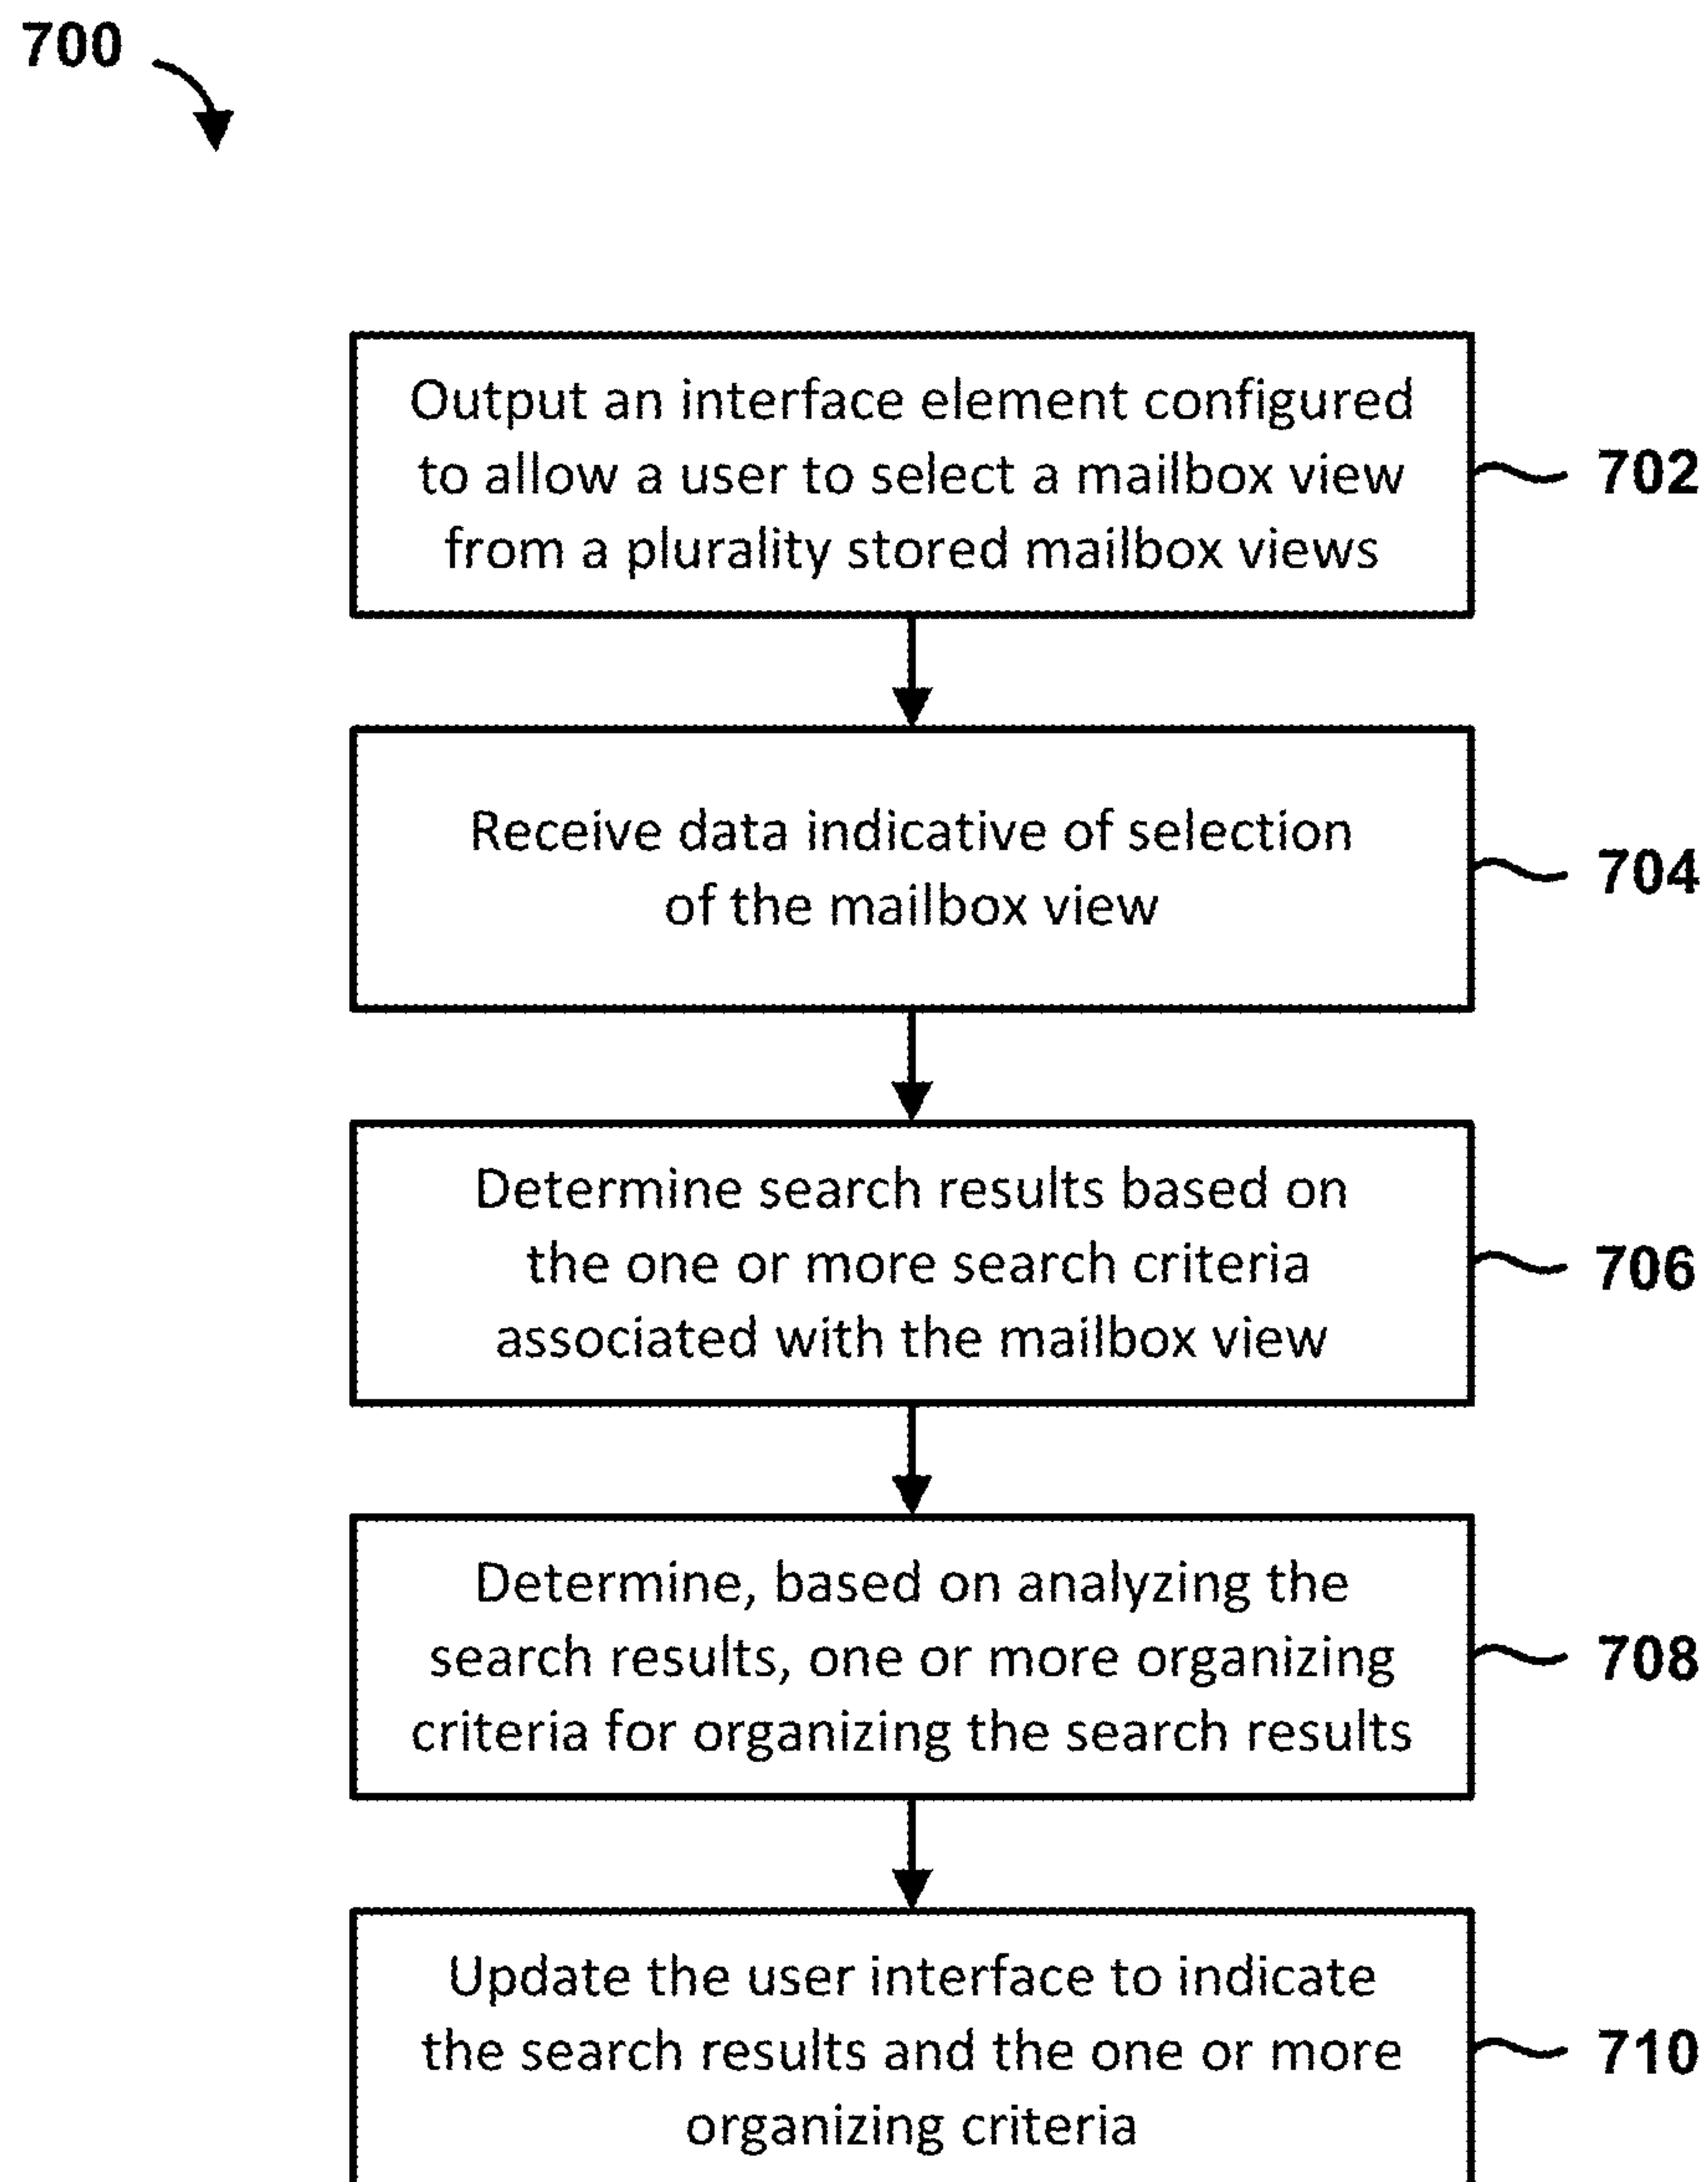 700
Output an interface element configured
to allow a user to select a mailbox view
from a plurality stored mailbox views
702
Receive data indicative of selection
of the mailbox view
704
Determine search results based on
the one or more search criteria
associated with the mailbox view
706
Determine, based on analyzing the
search results, one or more organizing
criteria for organizing the search results
708
Update the user interface to indicate
the search results and the one or more
organizing criteria
710